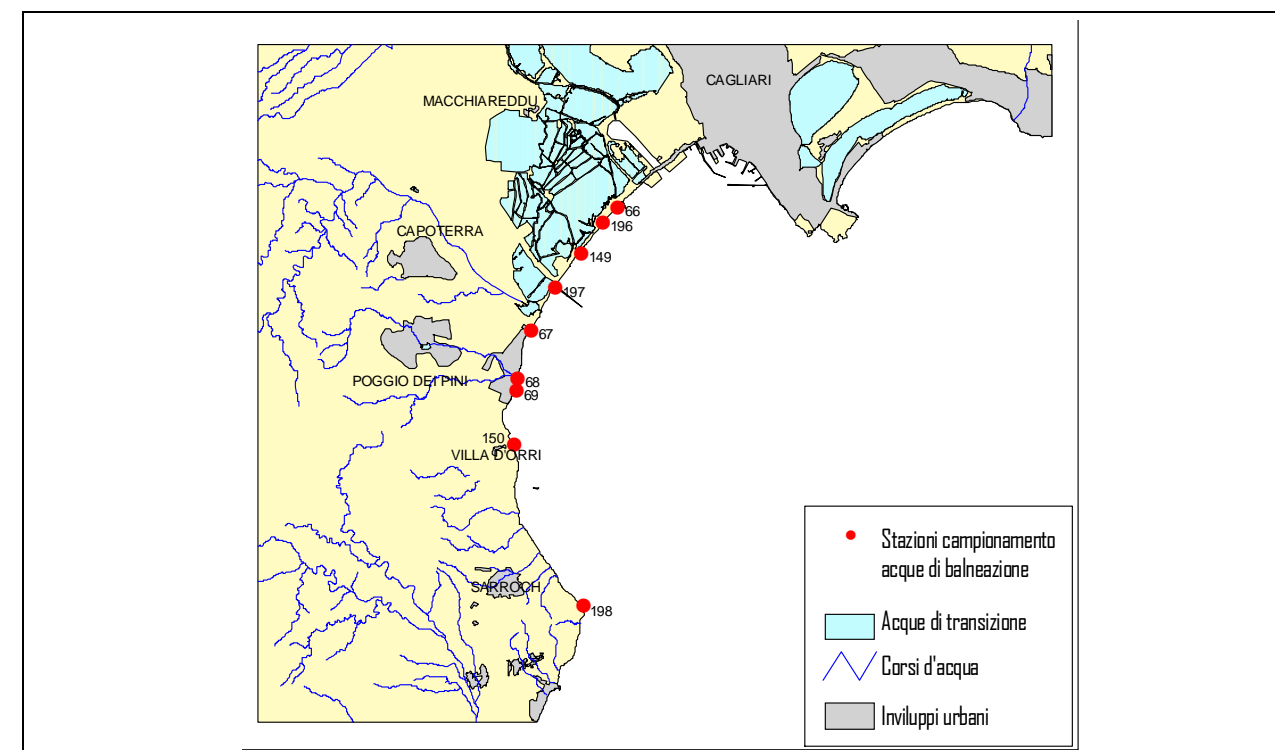 CAGLIARI
MACCHIAREDDU
66
196
CAPOTERRA
149
197
67
POGGIO DEI PINI
68
69
150
VILLA D'ORRI
SARROCH
198
Stazioni campionamento
acque di balneazione
Acque di transizione
Corsi d'acqua
Inviluppi urbani